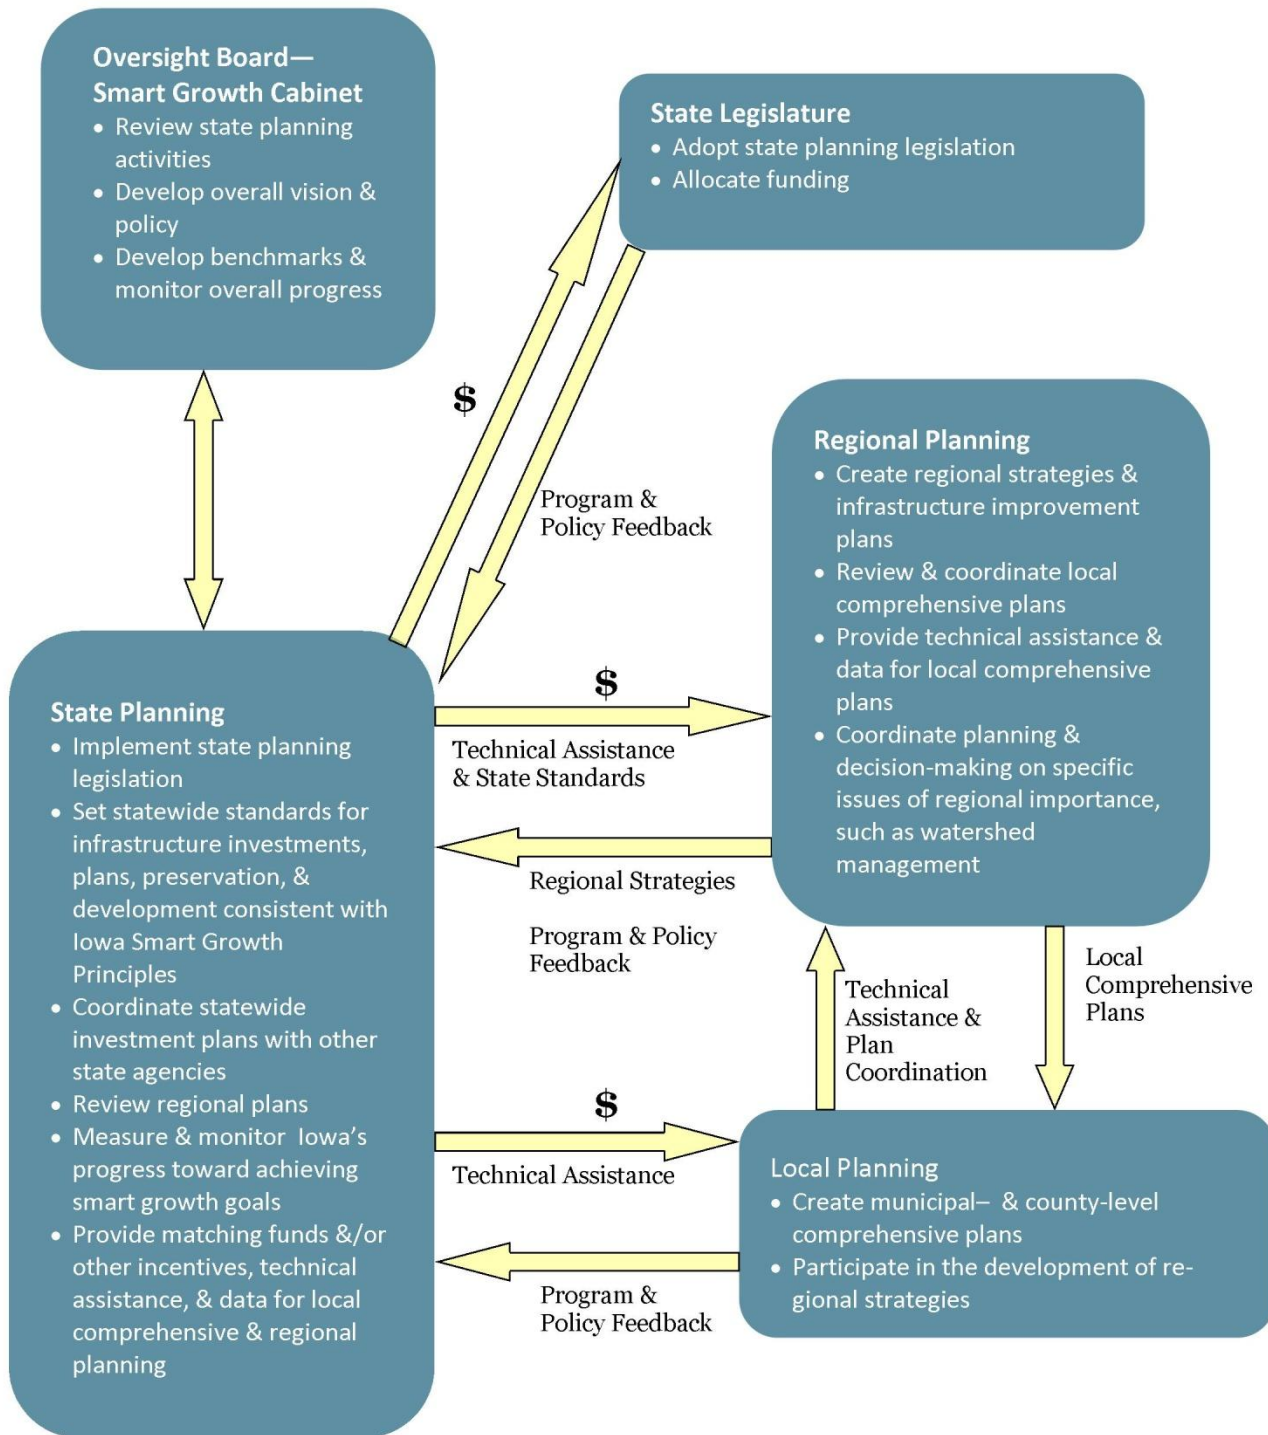 Oversight Board—
Smart Growth Cabinet
• Review state planning
activities
• Develop overall vision &
policy
• Develop benchmarks &
monitor overall progress
State Legislature
• Adopt state planning legislation
• Allocate funding
$
Program &
Policy Feedback
Regional Planning
• Create regional strategies &
infrastructure improvement
plans
• Review & coordinate local
comprehensive plans
• Provide technical assistance &
data for local comprehensive
plans
• Coordinate planning &
decision-making on specific
issues of regional importance,
such as watershed
management
State Planning
• Implement state planning
legislation
• Set statewide standards for
infrastructure investments,
plans, preservation, &
development consistent with
Iowa Smart Growth
Principles
• Coordinate statewide
investment plans with other
state agencies
• Review regional plans
• Measure & monitor Iowa's
progress toward achieving
smart growth goals
• Provide matching funds &/or
other incentives, technical
assistance, & data for local
comprehensive & regional
planning
$
Technical Assistance
& State Standards
Regional Strategies
Program & Policy
Feedback
Technical
Assistance &
Plan
Coordination
Local
Comprehensive
Plans
$
Technical Assistance
Program &
Policy Feedback
Local Planning
• Create municipal– & county-level
comprehensive plans
• Participate in the development of re-
gional strategies